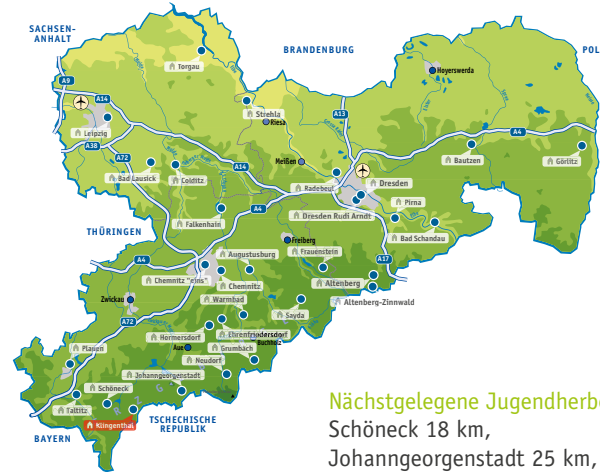 SACHSEN-
ANHALT
BRANDENBURG
POL
Torgau
Hoyerswerda
A9
A14
Strehla
Riesa
A13
A4
Leipzig
A38
A72
Meißen
Bautzen
Görlitz
Bad Lausick
Colditz
A14
Radebeul
Dresden
A4
Pirna
Dresden Rudi Arndt
Falkenhain
Bad Schandau
THÜRINGEN
Freiberg
Frauenstein
Augustusburg
A17
A4
Chemnitz "eins"
Chemnitz
Altenberg
Warmbad
Altenberg-Zinnwald
Zwickau
Sayda
A72
Hormersdorf
Ehrenfriedersdorf
Buchholz
Aue
Grumbach
Plauen
Neudorf
Johanngeorgenstadt
Schöneck
Taltitz
TSCHECHISCHE
REPUBLIK
Klingenthal
BAYERN
Nächstgelegene Jugendherbe
Schöneck 18 km,
Johanngeorgenstadt 25 km,